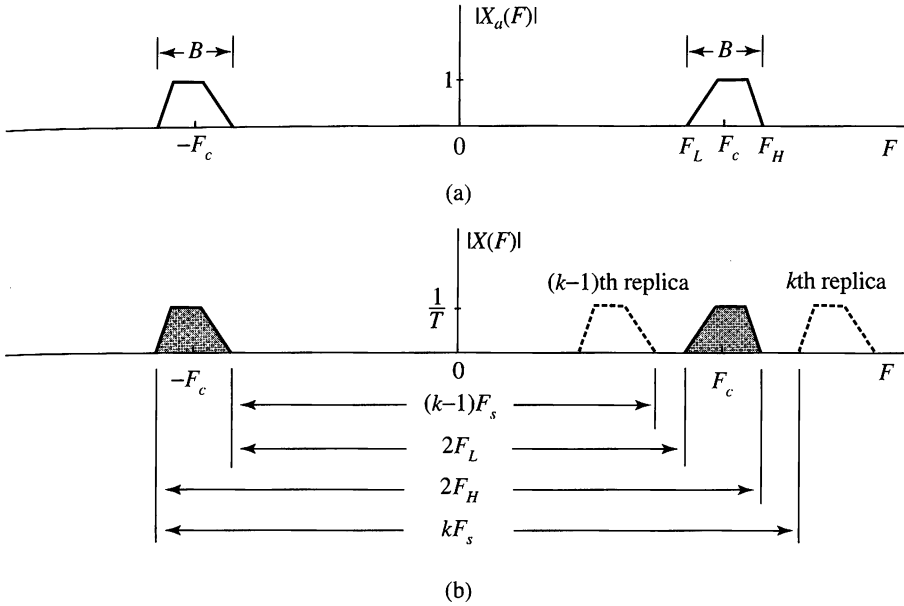 |X_a(F)|
B
B
1
−F_c
0
F_L
F_c
F_H
F
(a)
|X(F)|
(k−1)th replica
kth replica
1/T
−F_c
0
F_c
F
(k−1)F_s
2F_L
2F_H
kF_s
(b)